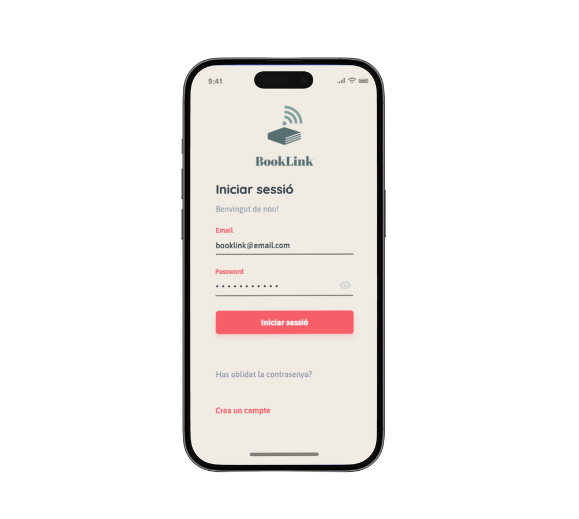 9:41
BookLink
Iniciar sessió
Benvingut de nou!
Email
booklink@email.com
Password
Iniciar sessió
Has oblidat la contrasenya?
Crea un compte